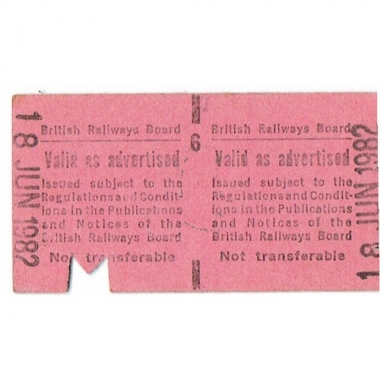 18 JUN 1982
British Railways Board
Valid as advertised
Issued subject to the
Regulations and Condit-
ions in the Publications
and Notices of the
British Railways Board
Not transferable
6
British Railways Board
Valid as advertised
Issued subject to the
Regulations and Condit-
ions in the Publications
and Notices of the
British Railways Board
Not transferable
18 JUN 1982